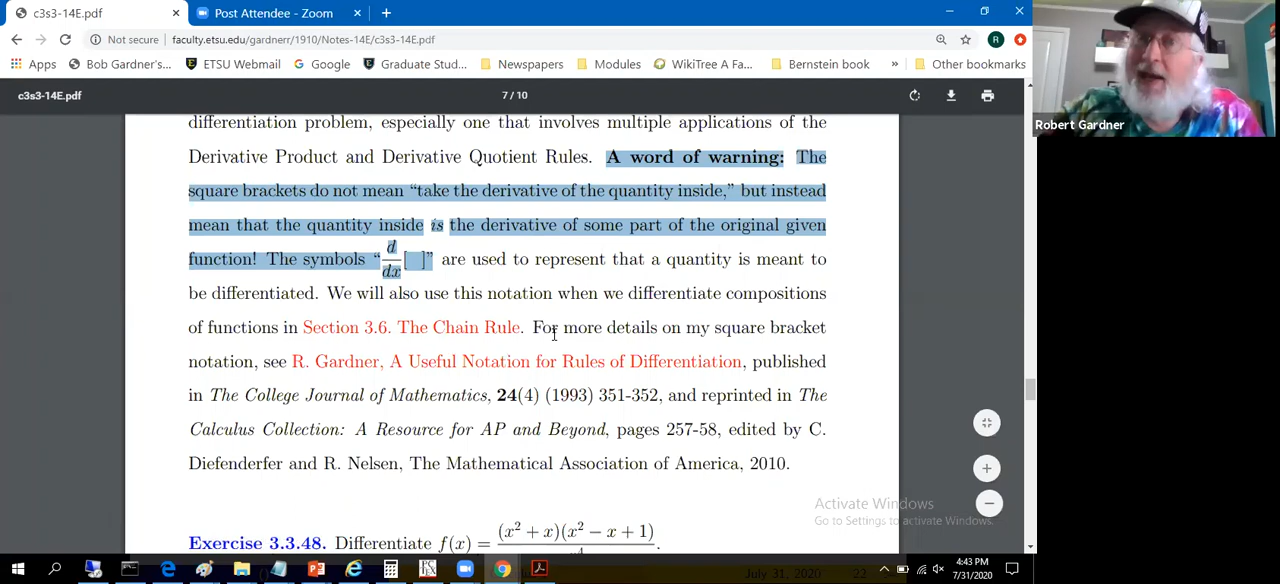 c3s3-14E.pdf
Post Attendee - Zoom
Not secure | faculty.etsu.edu/gardnerr/1910/Notes-14E/c3s3-14E.pdf
R
Apps Bob Gardner's... ETSU Webmail Google Graduate Stud... Newspapers Modules WikiTree A Fa... Bernstein book » Other bookmarks
c3s3-14E.pdf
7 / 10
Robert Gardner
differentiation problem, especially one that involves multiple applications of the
Derivative Product and Derivative Quotient Rules. A word of warning: The
square brackets do not mean “take the derivative of the quantity inside,” but instead
mean that the quantity inside is the derivative of some part of the original given
function! The symbols “d/dx[ ]” are used to represent that a quantity is meant to
be differentiated. We will also use this notation when we differentiate compositions
of functions in Section 3.6. The Chain Rule. For more details on my square bracket
notation, see R. Gardner, A Useful Notation for Rules of Differentiation, published
in The College Journal of Mathematics, 24(4) (1993) 351-352, and reprinted in The
Calculus Collection: A Resource for AP and Beyond, pages 257-58, edited by C.
Diefenderfer and R. Nelsen, The Mathematical Association of America, 2010.
Activate Windows
Go to Settings to activate Windows.
Exercise 3.3.48. Differentiate f(x) = (x² + x)(x² − x + 1)/x⁴.
July 31, 2020 22
4:43 PM
7/31/2020